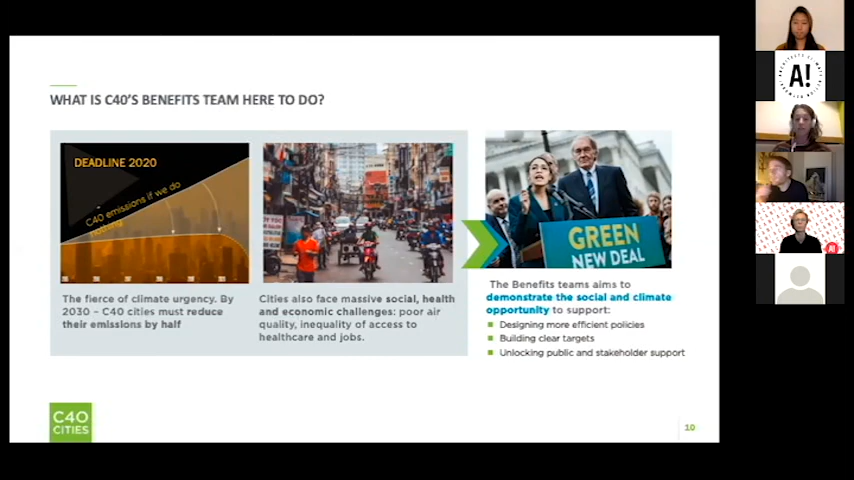 WHAT IS C40'S BENEFITS TEAM HERE TO DO?
DEADLINE 2020
C40 emissions if we do
nothing
The fierce of climate urgency. By
2030 – C40 cities must reduce
their emissions by half
Cities also face massive social, health
and economic challenges: poor air
quality, inequality of access to
healthcare and jobs.
GREEN
NEW DEAL
The Benefits teams aims to
demonstrate the social and climate
opportunity to support:
Designing more efficient policies
Building clear targets
Unlocking public and stakeholder support
C40
CITIES
10
A!
A!